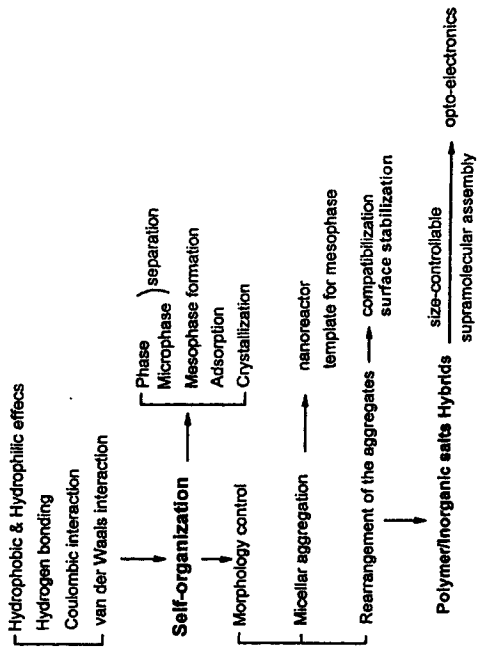 Hydrophobic & Hydrophilic effecs
Hydrogen bonding
Coulombic interaction
van der Waals interaction
Self-organization
Phase
Microphase
) separation
Mesophase formation
Adsorption
Crystallization
Morphology control
Micellar aggregation
nanoreactor
template for mesophase
Rearrangement of the aggregates
compatibilization
surface stabilization
Polymer/Inorganic salts Hybrids
size-controllable
supramolecular assembly
opto-electronics